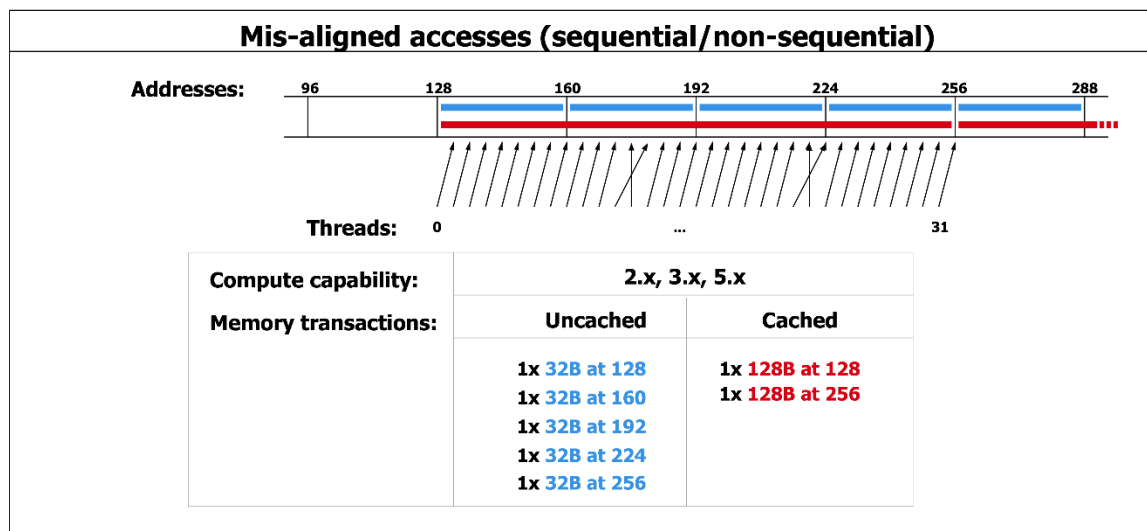 Mis-aligned accesses (sequential/non-sequential)
Addresses: 96 128 160 192 224 256 288
Threads: 0 ... 31
Compute capability: 2.x, 3.x, 5.x
Memory transactions: Uncached Cached
1x 32B at 128 1x 128B at 128
1x 32B at 160 1x 128B at 256
1x 32B at 192
1x 32B at 224
1x 32B at 256